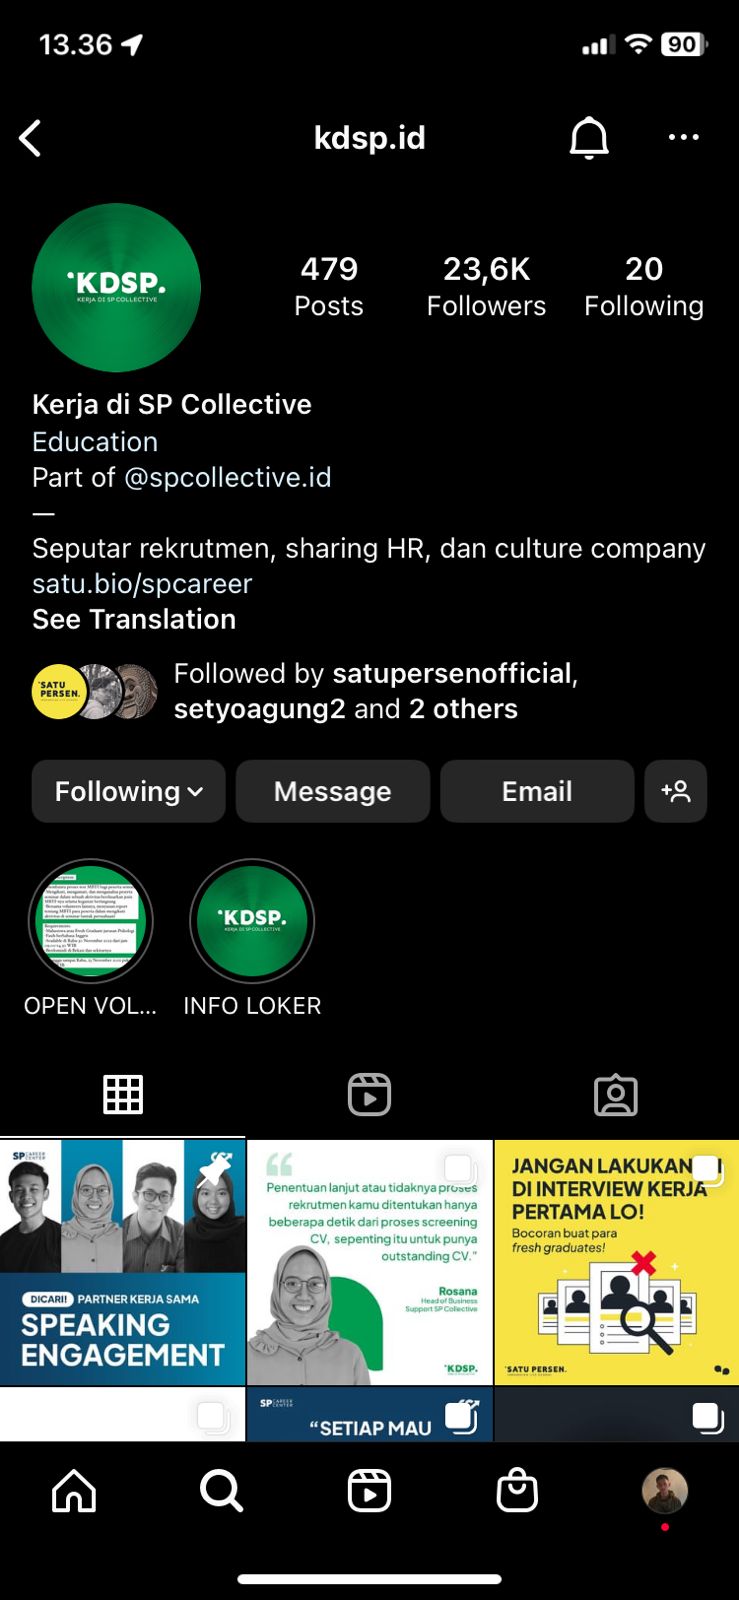 13.36
90
kdsp.id
•KDSP.
KERJA DI SP COLLECTIVE
479
Posts
23,6K
Followers
20
Following
Kerja di SP Collective
Education
Part of @spcollective.id
—
Seputar rekrutmen, sharing HR, dan culture company
satu.bio/spcareer
See Translation
Followed by satupersenofficial,
setyoagung2 and 2 others
•SATU
PERSEN.
Following
Message
Email
OPEN VOL...
•KDSP.
KERJA DI SP COLLECTIVE
INFO LOKER
SP CAREER
CENTER
DICARI! PARTNER KERJA SAMA
SPEAKING
ENGAGEMENT
Penentuan lanjut atau tidaknya proses
rekrutmen kamu ditentukan hanya
beberapa detik dari proses screening
CV, sepenting itu untuk punya
outstanding CV.”
Rosana
Head of Business
Support SP Collective
•KDSP.
JANGAN LAKUKAN
DI INTERVIEW KERJA
PERTAMA LO!
Bocoran buat para
fresh graduates!
•SATU PERSEN.
SP CAREER
CENTER
“SETIAP MAU